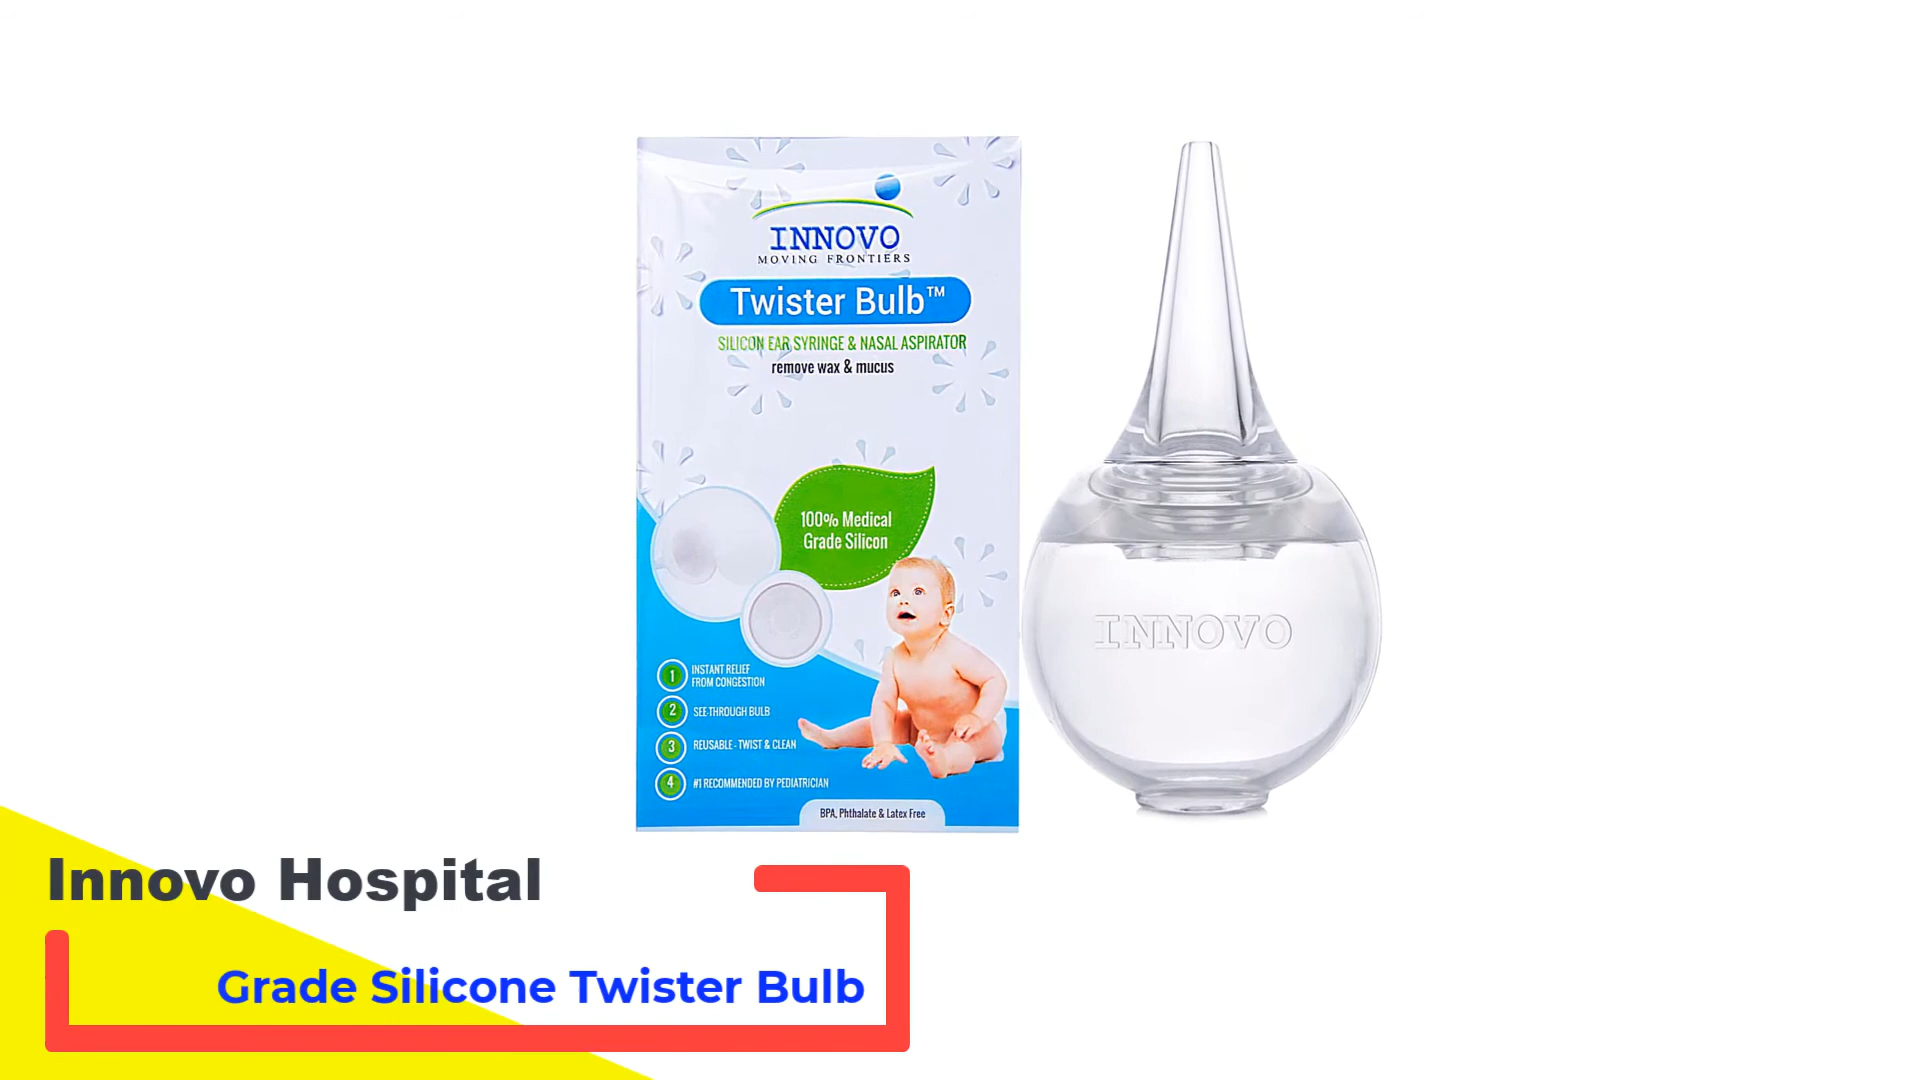 INNOVO
MOVING FRONTIERS
Twister Bulb™
SILICON EAR SYRINGE & NASAL ASPIRATOR
remove wax & mucus
100% Medical
Grade Silicon
1 INSTANT RELIEF
FROM CONGESTION
2 SEE-THROUGH BULB
3 REUSABLE - TWIST & CLEAN
4 #1 RECOMMENDED BY PEDIATRICIAN
BPA, Phthalate & Latex Free
INNOVO
Innovo Hospital
Grade Silicone Twister Bulb